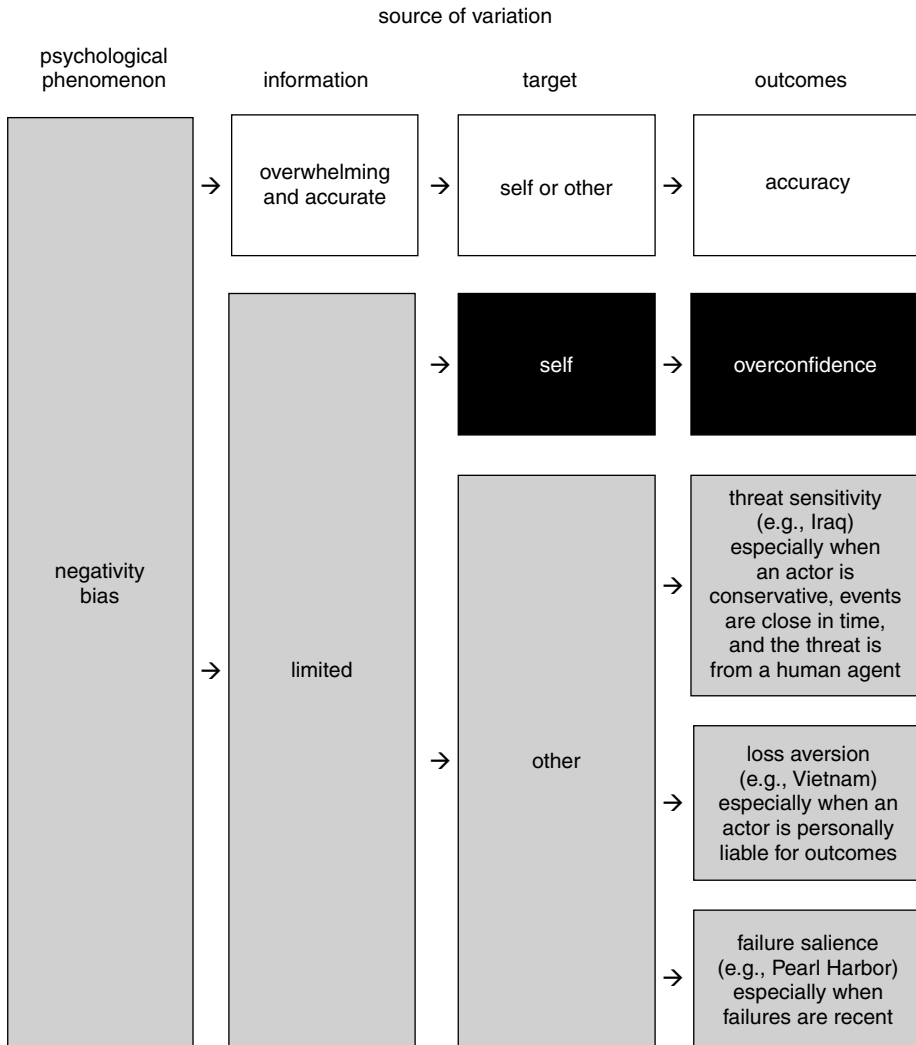 source of variation
psychological
phenomenon
information
target
outcomes
overwhelming
and accurate
→
self or other
→
accuracy
→
negativity
bias
→
limited
→
self
→
overconfidence
→
other
→
threat sensitivity
(e.g., Iraq)
especially when
an actor is
conservative, events
are close in time,
and the threat is
from a human agent
→
loss aversion
(e.g., Vietnam)
especially when an
actor is personally
liable for outcomes
→
failure salience
(e.g., Pearl Harbor)
especially when
failures are recent